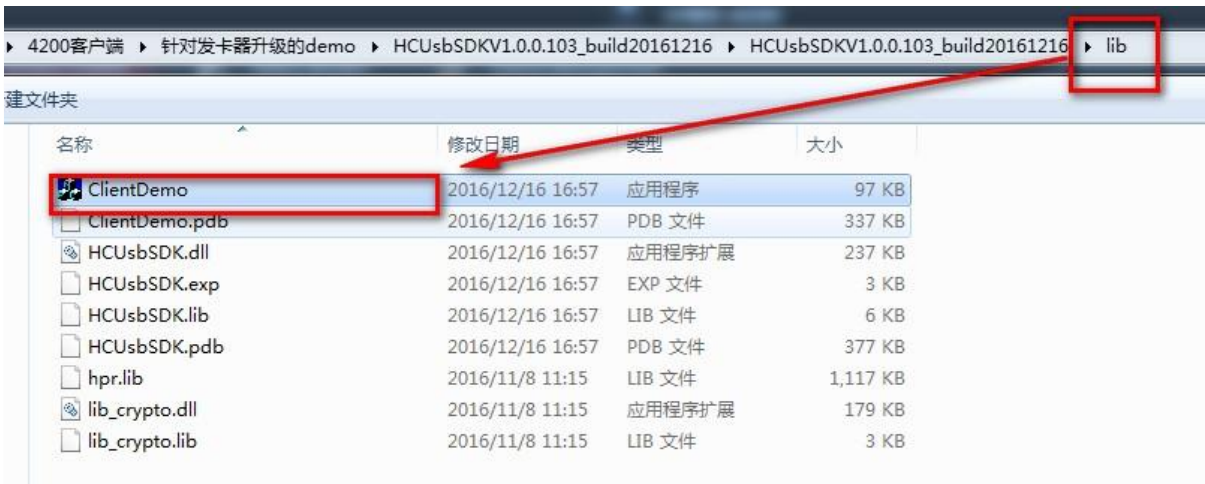 4200客户端 针对发卡器升级的demo HCUsbSDKV1.0.0.103_build20161216 HCUsbSDKV1.0.0.103_build20161216 lib
建文件夹
名称 修改日期 类型 大小
ClientDemo 2016/12/16 16:57 应用程序 97 KB
ClientDemo.pdb 2016/12/16 16:57 PDB 文件 337 KB
HCUsbSDK.dll 2016/12/16 16:57 应用程序扩展 237 KB
HCUsbSDK.exp 2016/12/16 16:57 EXP 文件 3 KB
HCUsbSDK.lib 2016/12/16 16:57 LIB 文件 6 KB
HCUsbSDK.pdb 2016/12/16 16:57 PDB 文件 377 KB
hpr.lib 2016/11/8 11:15 LIB 文件 1,117 KB
lib_crypto.dll 2016/11/8 11:15 应用程序扩展 179 KB
lib_crypto.lib 2016/11/8 11:15 LIB 文件 3 KB